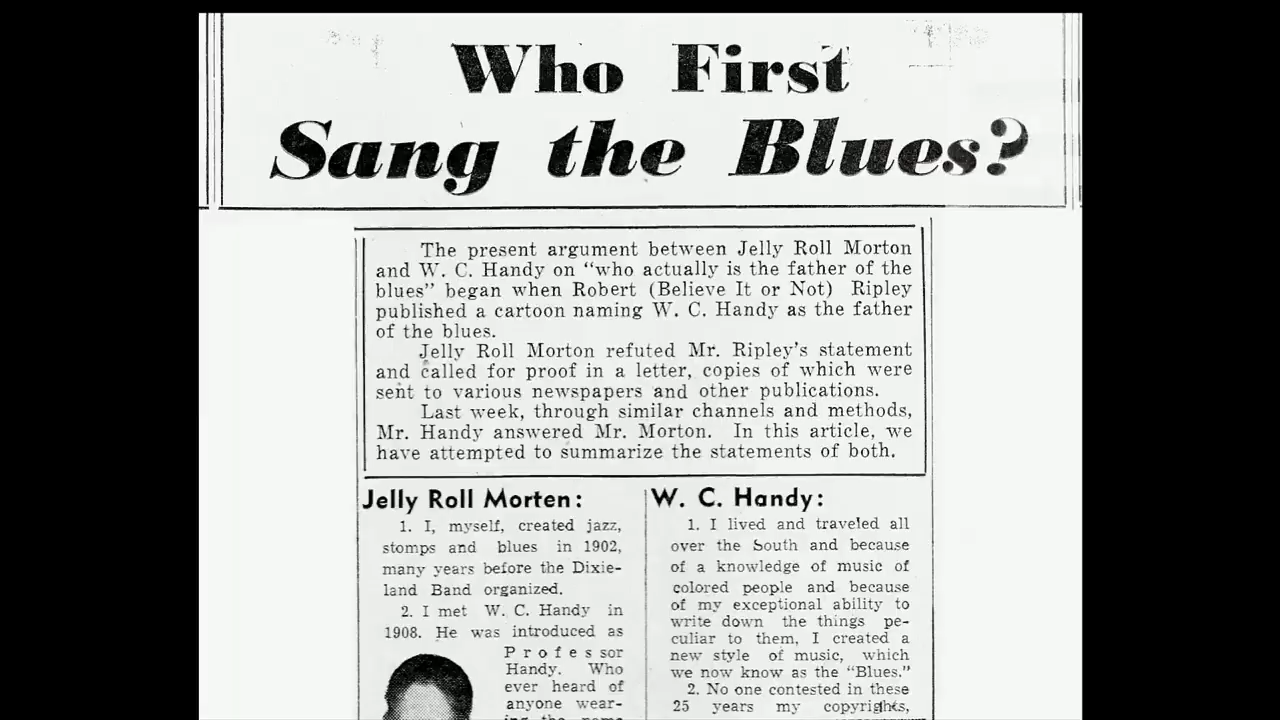 Who First
Sang the Blues?
The present argument between Jelly Roll Morton
and W. C. Handy on “who actually is the father of the
blues” began when Robert (Believe It or Not) Ripley
published a cartoon naming W. C. Handy as the father
of the blues.
Jelly Roll Morton refuted Mr. Ripley’s statement
and called for proof in a letter, copies of which were
sent to various newspapers and other publications.
Last week, through similar channels and methods,
Mr. Handy answered Mr. Morton. In this article, we
have attempted to summarize the statements of both.
Jelly Roll Morten:
1. I, myself, created jazz,
stomps and blues in 1902,
many years before the Dixie-
land Band organized.
2. I met W. C. Handy in
1908. He was introduced as
Professor
Handy. Who
ever heard of
anyone wear-
ing the name
W. C. Handy:
1. I lived and traveled all
over the South and because
of a knowledge of music of
colored people and because
of my exceptional ability to
write down the things pe-
culiar to them, I created a
new style of music, which
we now know as the “Blues.”
2. No one contested in these
25 years my copyrights,